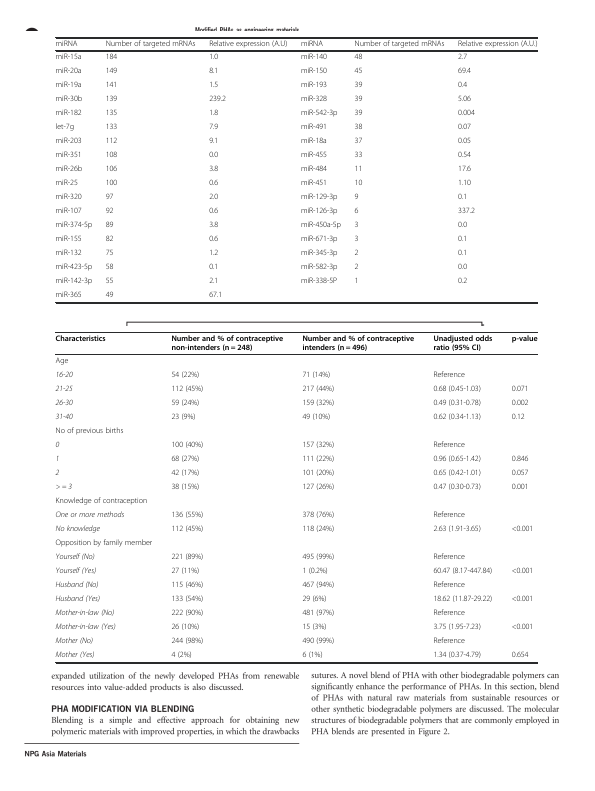 Modified PHAs as engineering materials
miRNA Number of targeted mRNAs Relative expression (A.U) miRNA Number of targeted mRNAs Relative expression (A.U.)
miR-15a 184 1.0 miR-140 48 2.7
miR-20a 149 8.1 miR-150 45 69.4
miR-19a 141 1.5 miR-193 39 0.4
miR-30b 139 239.2 miR-328 39 5.06
miR-182 135 1.8 miR-542-3p 39 0.004
let-7g 133 7.9 miR-491 38 0.07
miR-203 112 9.1 miR-18a 37 0.05
miR-351 108 0.0 miR-455 33 0.54
miR-26b 106 3.8 miR-484 11 17.6
miR-25 100 0.6 miR-451 10 1.10
miR-320 97 2.0 miR-129-3p 9 0.1
miR-107 92 0.6 miR-126-3p 6 337.2
miR-374-5p 89 3.8 miR-450a-5p 3 0.0
miR-155 82 0.6 miR-671-3p 3 0.1
miR-132 75 1.2 miR-345-3p 2 0.1
miR-423-5p 58 0.1 miR-582-3p 2 0.0
miR-142-3p 55 2.1 miR-338-5P 1 0.2
miR-365 49 67.1
Characteristics Number and % of contraceptive non-intenders (n = 248) Number and % of contraceptive intenders (n = 496) Unadjusted odds ratio (95% CI) p-value
Age
16-20 54 (22%) 71 (14%) Reference
21-25 112 (45%) 217 (44%) 0.68 (0.45-1.03) 0.071
26-30 59 (24%) 159 (32%) 0.49 (0.31-0.78) 0.002
31-40 23 (9%) 49 (10%) 0.62 (0.34-1.13) 0.12
No of previous births
0 100 (40%) 157 (32%) Reference
1 68 (27%) 111 (22%) 0.96 (0.65-1.42) 0.846
2 42 (17%) 101 (20%) 0.65 (0.42-1.01) 0.057
> = 3 38 (15%) 127 (26%) 0.47 (0.30-0.73) 0.001
Knowledge of contraception
One or more methods 136 (55%) 378 (76%) Reference
No knowledge 112 (45%) 118 (24%) 2.63 (1.91-3.65) <0.001
Opposition by family member
Yourself (No) 221 (89%) 495 (99%) Reference
Yourself (Yes) 27 (11%) 1 (0.2%) 60.47 (8.17-447.84) <0.001
Husband (No) 115 (46%) 467 (94%) Reference
Husband (Yes) 133 (54%) 29 (6%) 18.62 (11.87-29.22) <0.001
Mother-in-law (No) 222 (90%) 481 (97%) Reference
Mother-in-law (Yes) 26 (10%) 15 (3%) 3.75 (1.95-7.23) <0.001
Mother (No) 244 (98%) 490 (99%) Reference
Mother (Yes) 4 (2%) 6 (1%) 1.34 (0.37-4.79) 0.654
expanded utilization of the newly developed PHAs from renewable
resources into value-added products is also discussed.
PHA MODIFICATION VIA BLENDING
Blending is a simple and effective approach for obtaining new
polymeric materials with improved properties, in which the drawbacks
sutures. A novel blend of PHA with other biodegradable polymers can
significantly enhance the performance of PHAs. In this section, blend
of PHAs with natural raw materials from sustainable resources or
other synthetic biodegradable polymers are discussed. The molecular
structures of biodegradable polymers that are commonly employed in
PHA blends are presented in Figure 2.
NPG Asia Materials